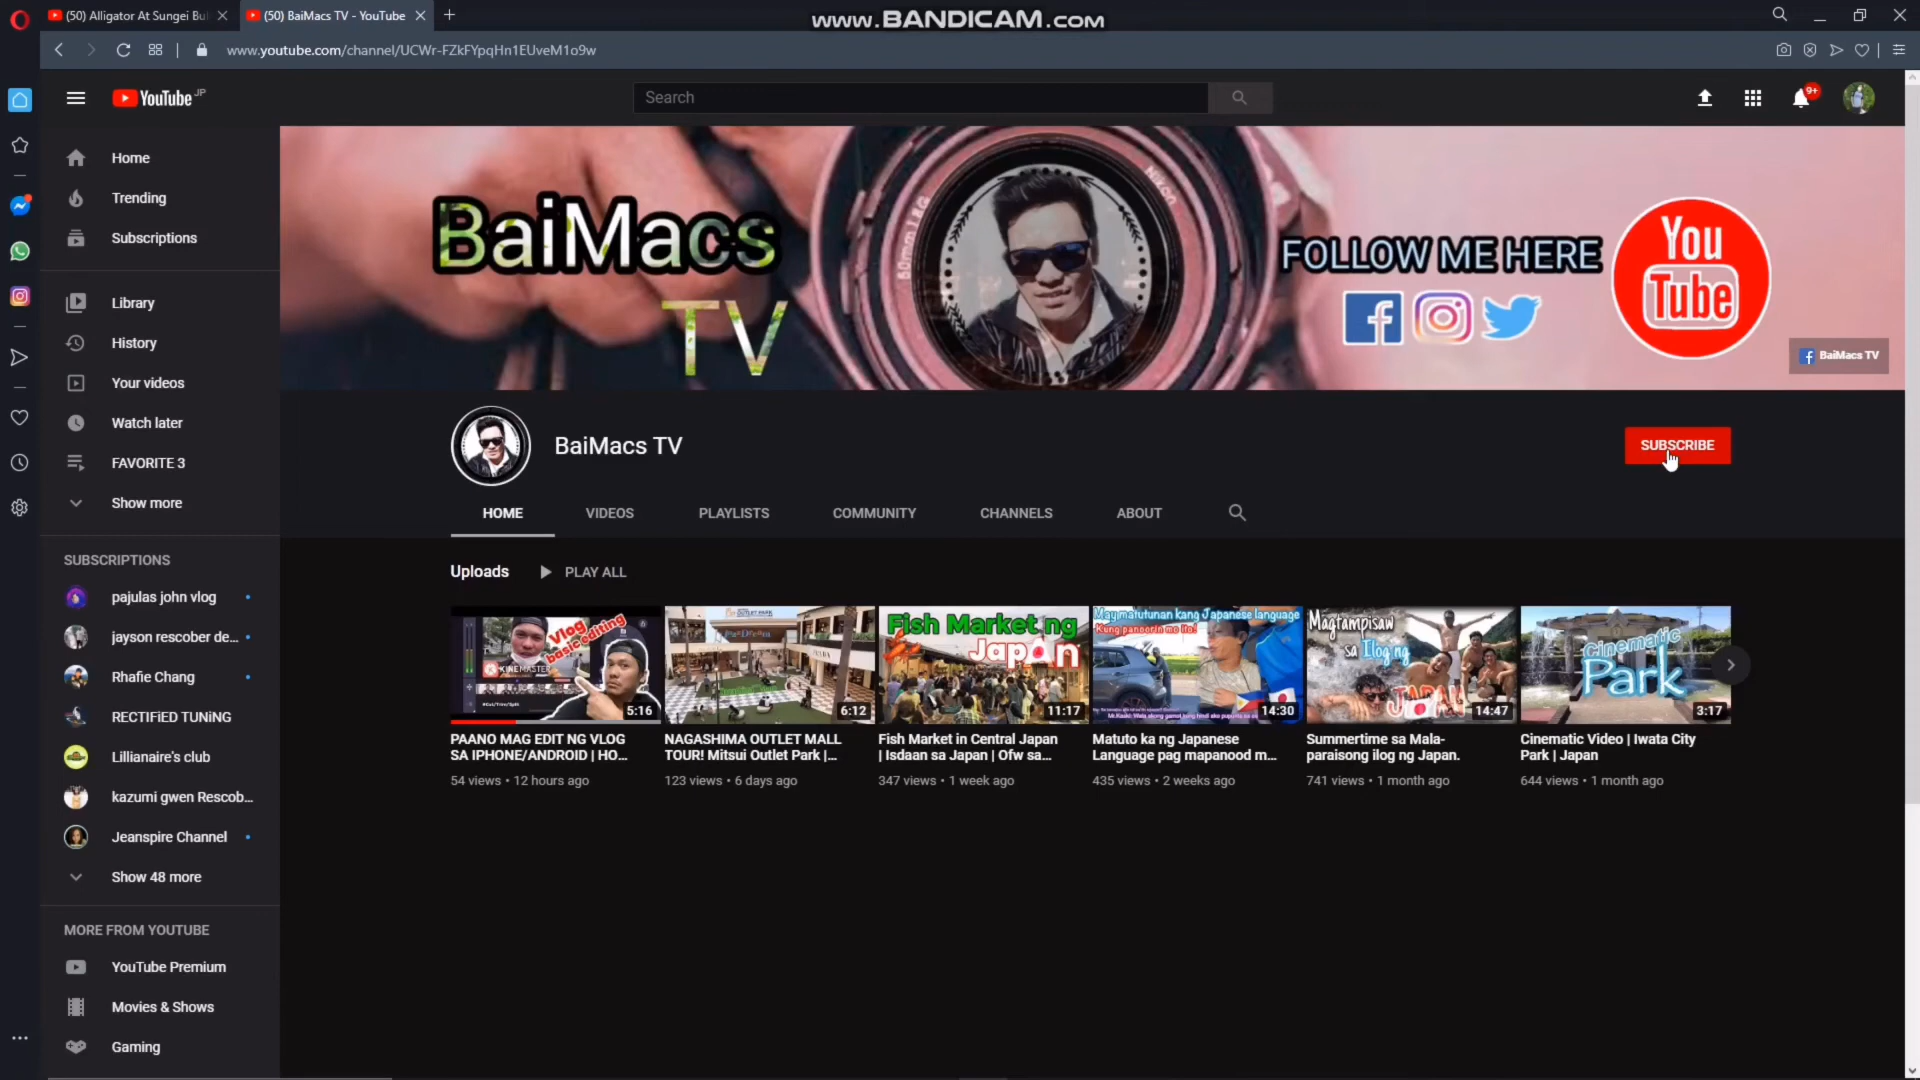 (50) Alligator At Sungei Bu
(50) BaiMacs TV - YouTube
www.BANDICAM.com
www.youtube.com/channel/UCWr-FZkFYpqHn1EUveM1o9w
YouTube JP
Search
9+
Home
Trending
Subscriptions
Library
History
Your videos
Watch later
FAVORITE 3
Show more
SUBSCRIPTIONS
pajulas john vlog
jayson rescober de...
Rhafie Chang
RECTIFiED TUNiNG
Lillianaire's club
kazumi gwen Rescob...
Jeanspire Channel
Show 48 more
MORE FROM YOUTUBE
YouTube Premium
Movies & Shows
Gaming
BaiMacs
TV
FOLLOW ME HERE
You
Tube
BaiMacs TV
BaiMacs TV
SUBSCRIBE
HOME
VIDEOS
PLAYLISTS
COMMUNITY
CHANNELS
ABOUT
Uploads
PLAY ALL
Vlog
basic editing
KINEMASTER
5:16
PAANO MAG EDIT NG VLOG
SA IPHONE/ANDROID | HO...
54 views • 12 hours ago
6:12
NAGASHIMA OUTLET MALL
TOUR! Mitsui Outlet Park |...
123 views • 6 days ago
Fish Market ng
Japan
11:17
Fish Market in Central Japan
| Isdaan sa Japan | Ofw sa...
347 views • 1 week ago
May matutunan kang Japanese language
Kung panoorin mo ito!
14:30
Matuto ka ng Japanese
Language pag mapanood m...
435 views • 2 weeks ago
Magtampisaw
sa Ilog ng
JAPAN
14:47
Summertime sa Mala-
paraisong ilog ng Japan.
741 views • 1 month ago
Cinematic
Park
3:17
Cinematic Video | Iwata City
Park | Japan
644 views • 1 month ago